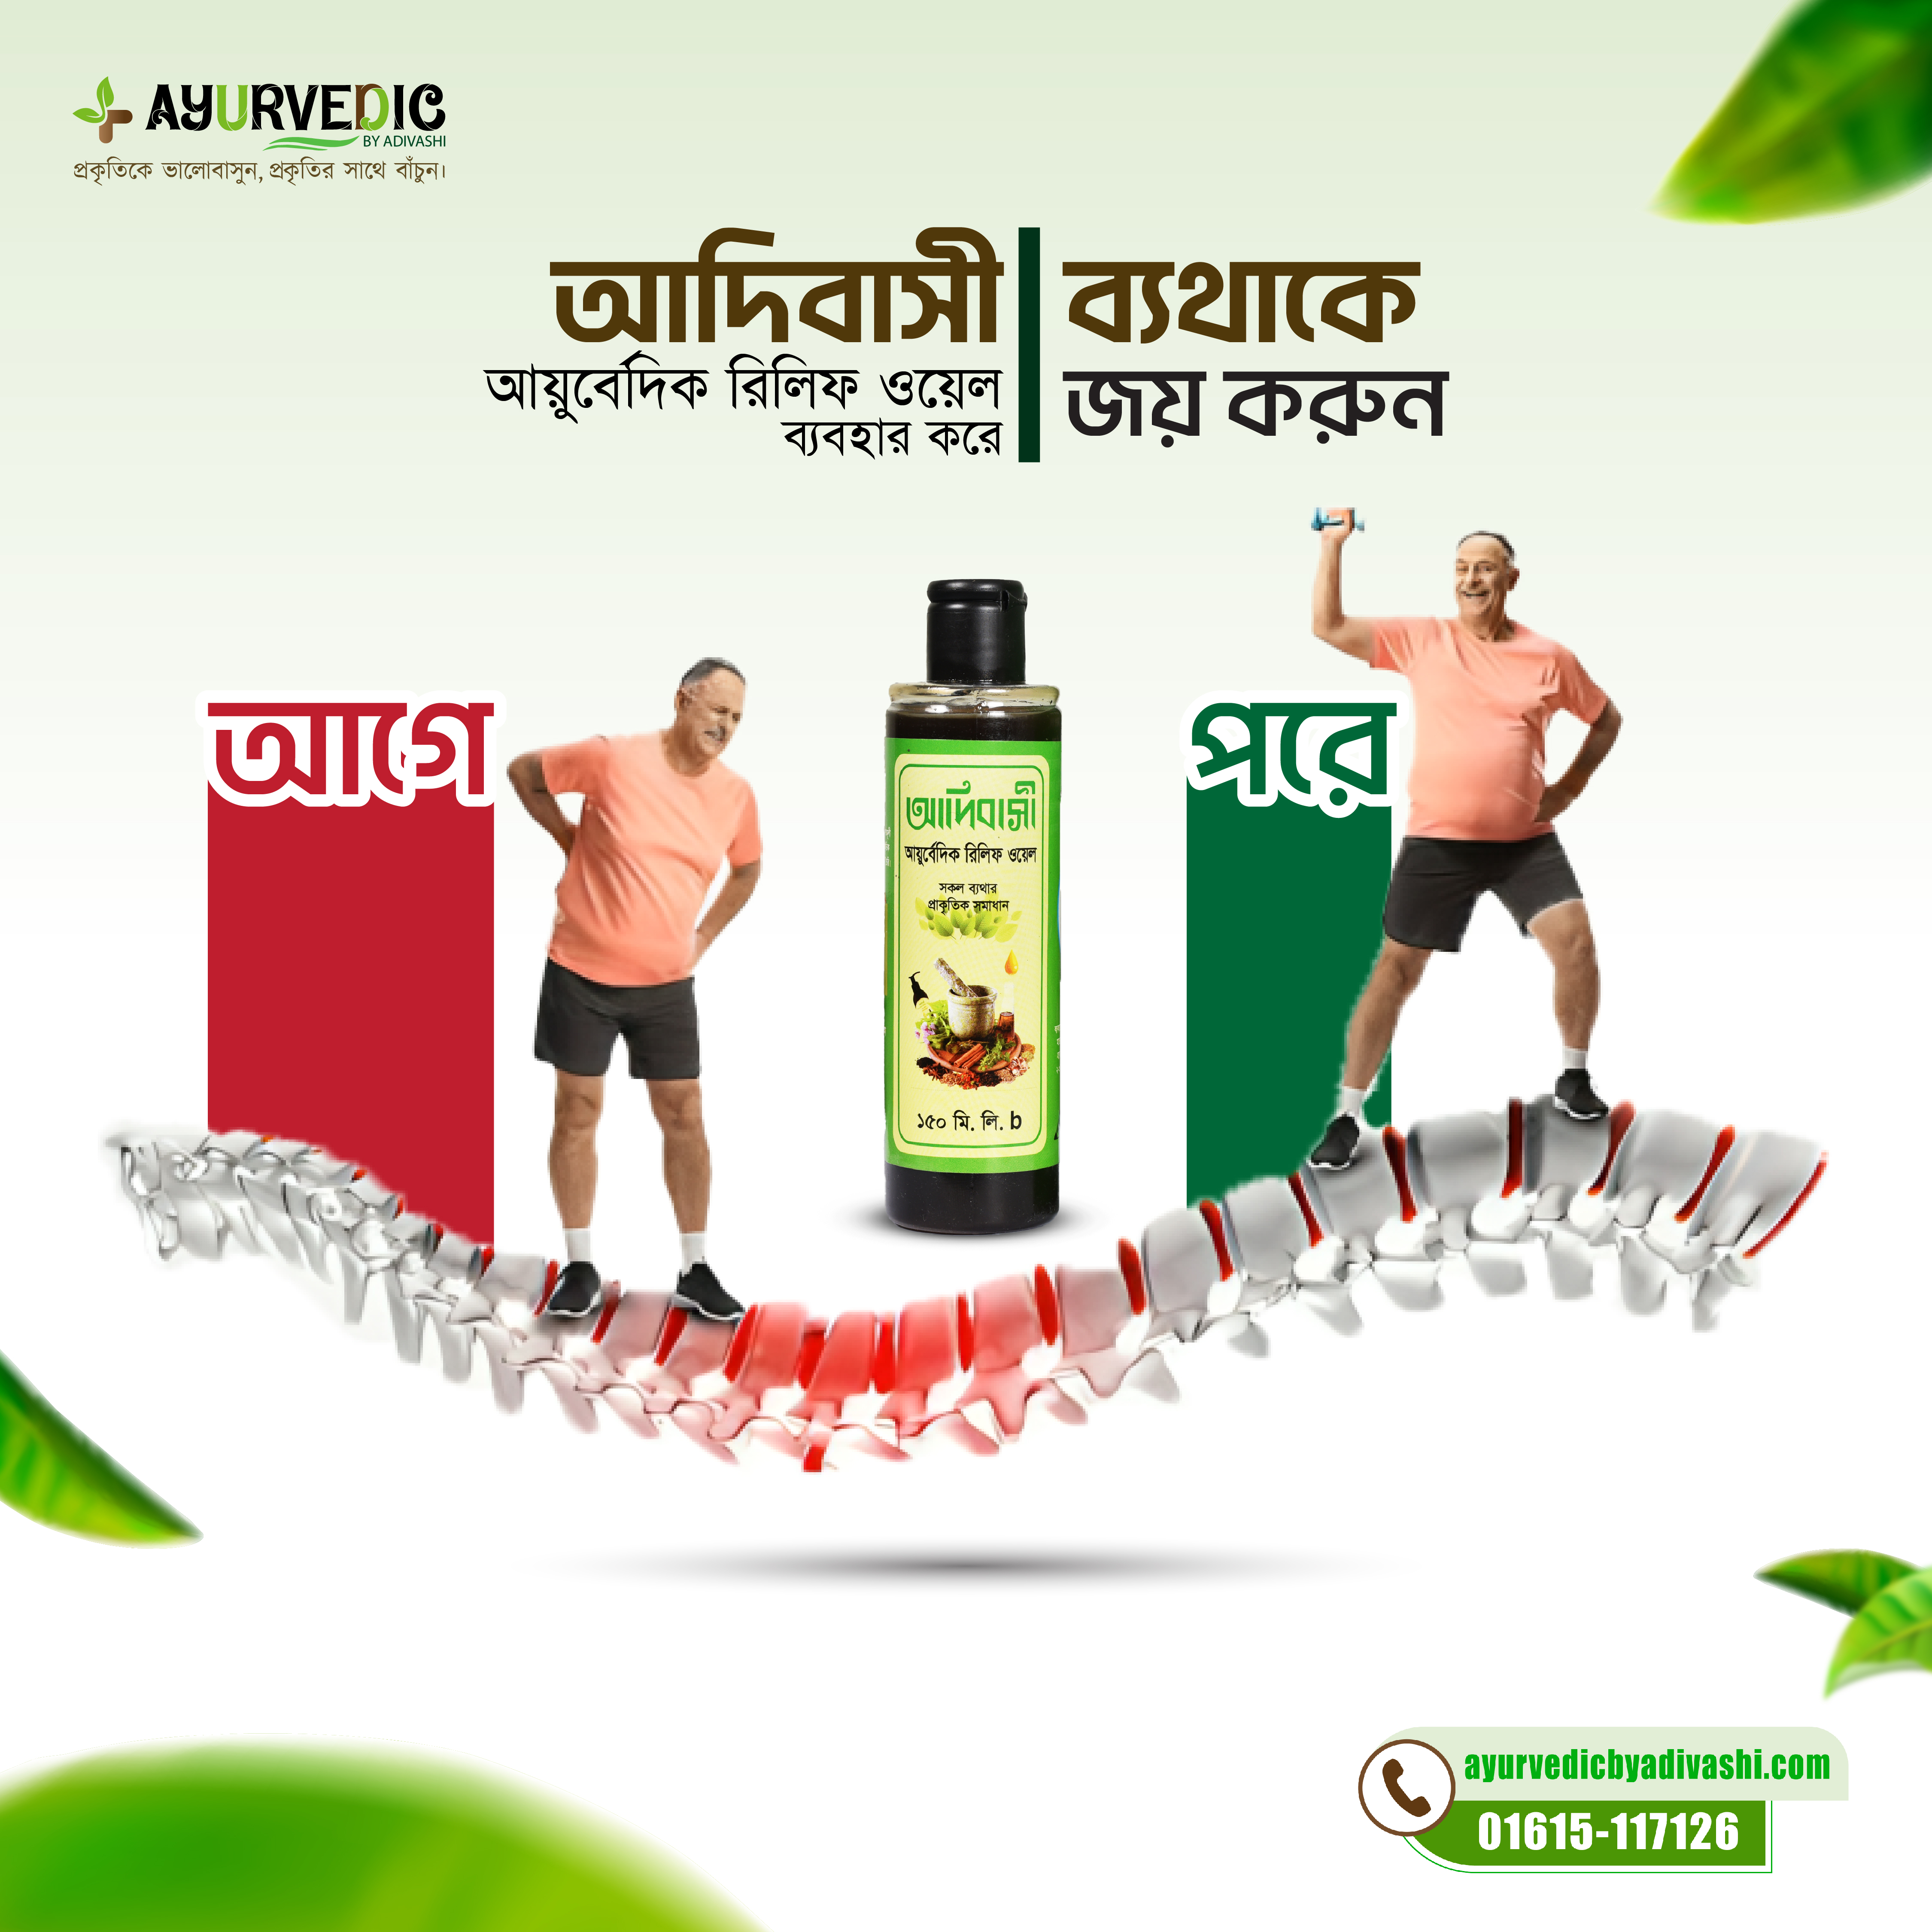 AYURVEDIC
BY ADIVASHI
প্রকৃতিকে ভালোবাসুন, প্রকৃতির সাথে বাঁচুন।
আদিবাসী
আয়ুর্বেদিক রিলিফ ওয়েল
ব্যবহার করে
ব্যথাকে
জয় করুন
আগে
পরে
আদিবাসী
আয়ুর্বেদিক রিলিফ ওয়েল
সকল ব্যথার
প্রাকৃতিক সমাধান
১৫০ মি. লি. b
ayurvedicbyadivashi.com
01615-117126